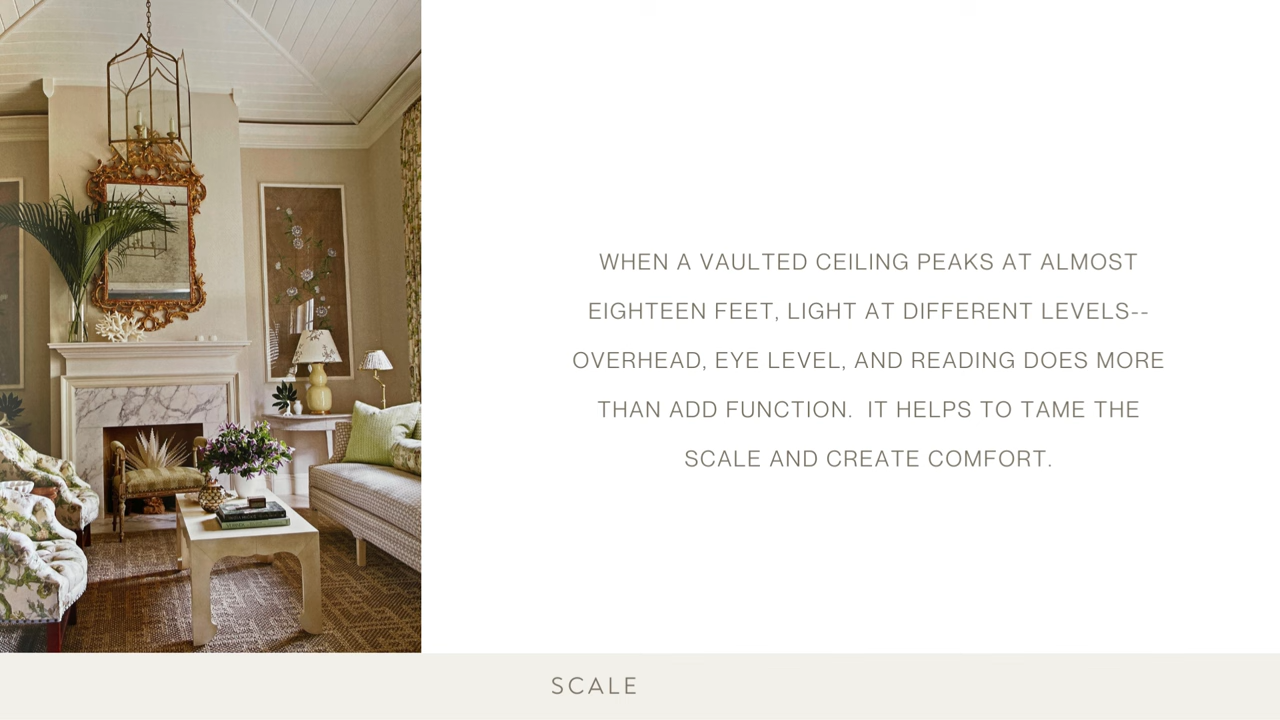 WHEN A VAULTED CEILING PEAKS AT ALMOST
EIGHTEEN FEET, LIGHT AT DIFFERENT LEVELS--
OVERHEAD, EYE LEVEL, AND READING DOES MORE
THAN ADD FUNCTION.  IT HELPS TO TAME THE
SCALE AND CREATE COMFORT.
SCALE